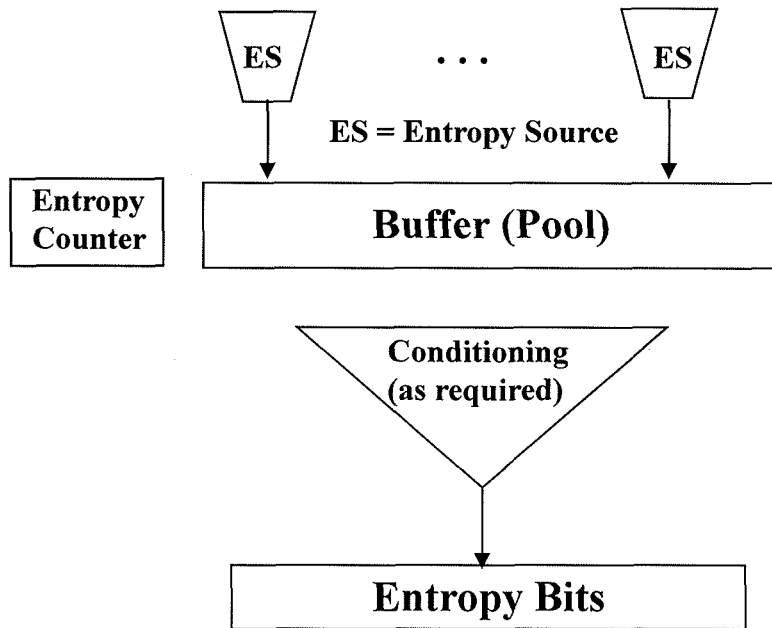 ES
. . .
ES
ES = Entropy Source
Entropy
Counter
Buffer (Pool)
Conditioning
(as required)
Entropy Bits